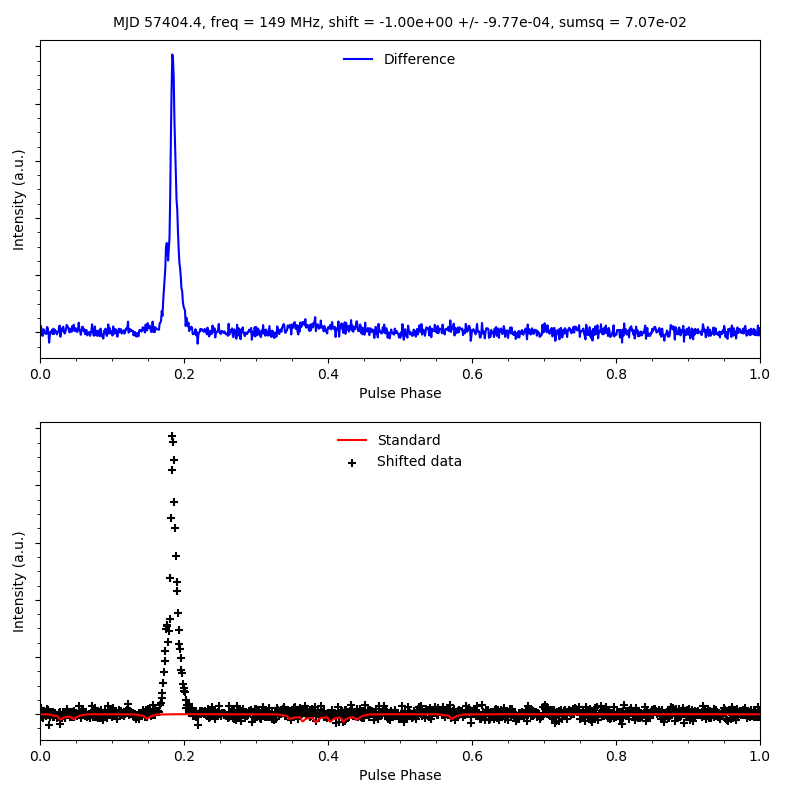 MJD 57404.4, freq = 149 MHz, shift = -1.00e+00 +/- -9.77e-04, sumsq = 7.07e-02
Difference
Intensity (a.u.)
0.0 0.2 0.4 0.6 0.8 1.0
Pulse Phase
Standard
Shifted data
Intensity (a.u.)
0.0 0.2 0.4 0.6 0.8 1.0
Pulse Phase